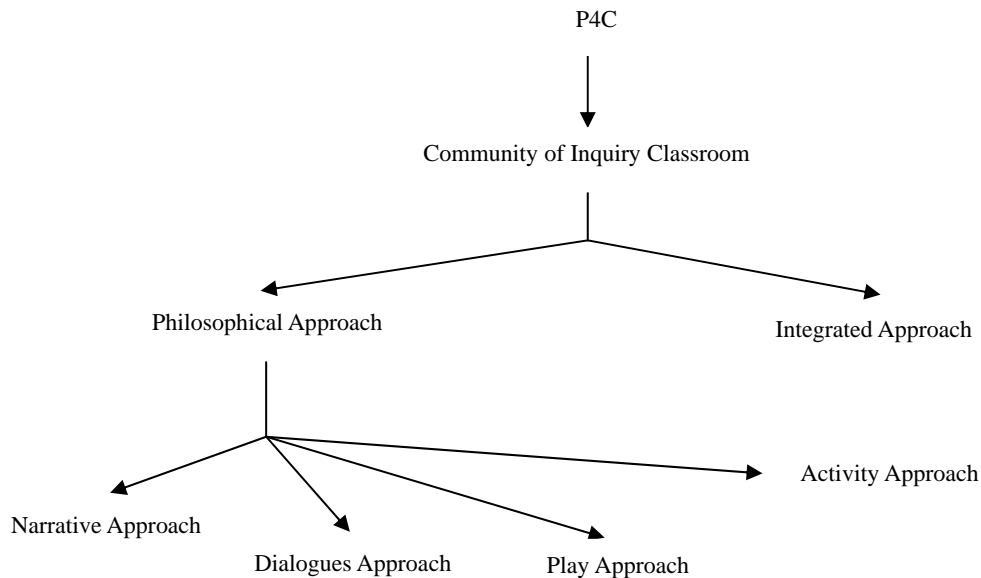 P4C
Community of Inquiry Classroom
Philosophical Approach
Integrated Approach
Activity Approach
Narrative Approach
Dialogues Approach
Play Approach